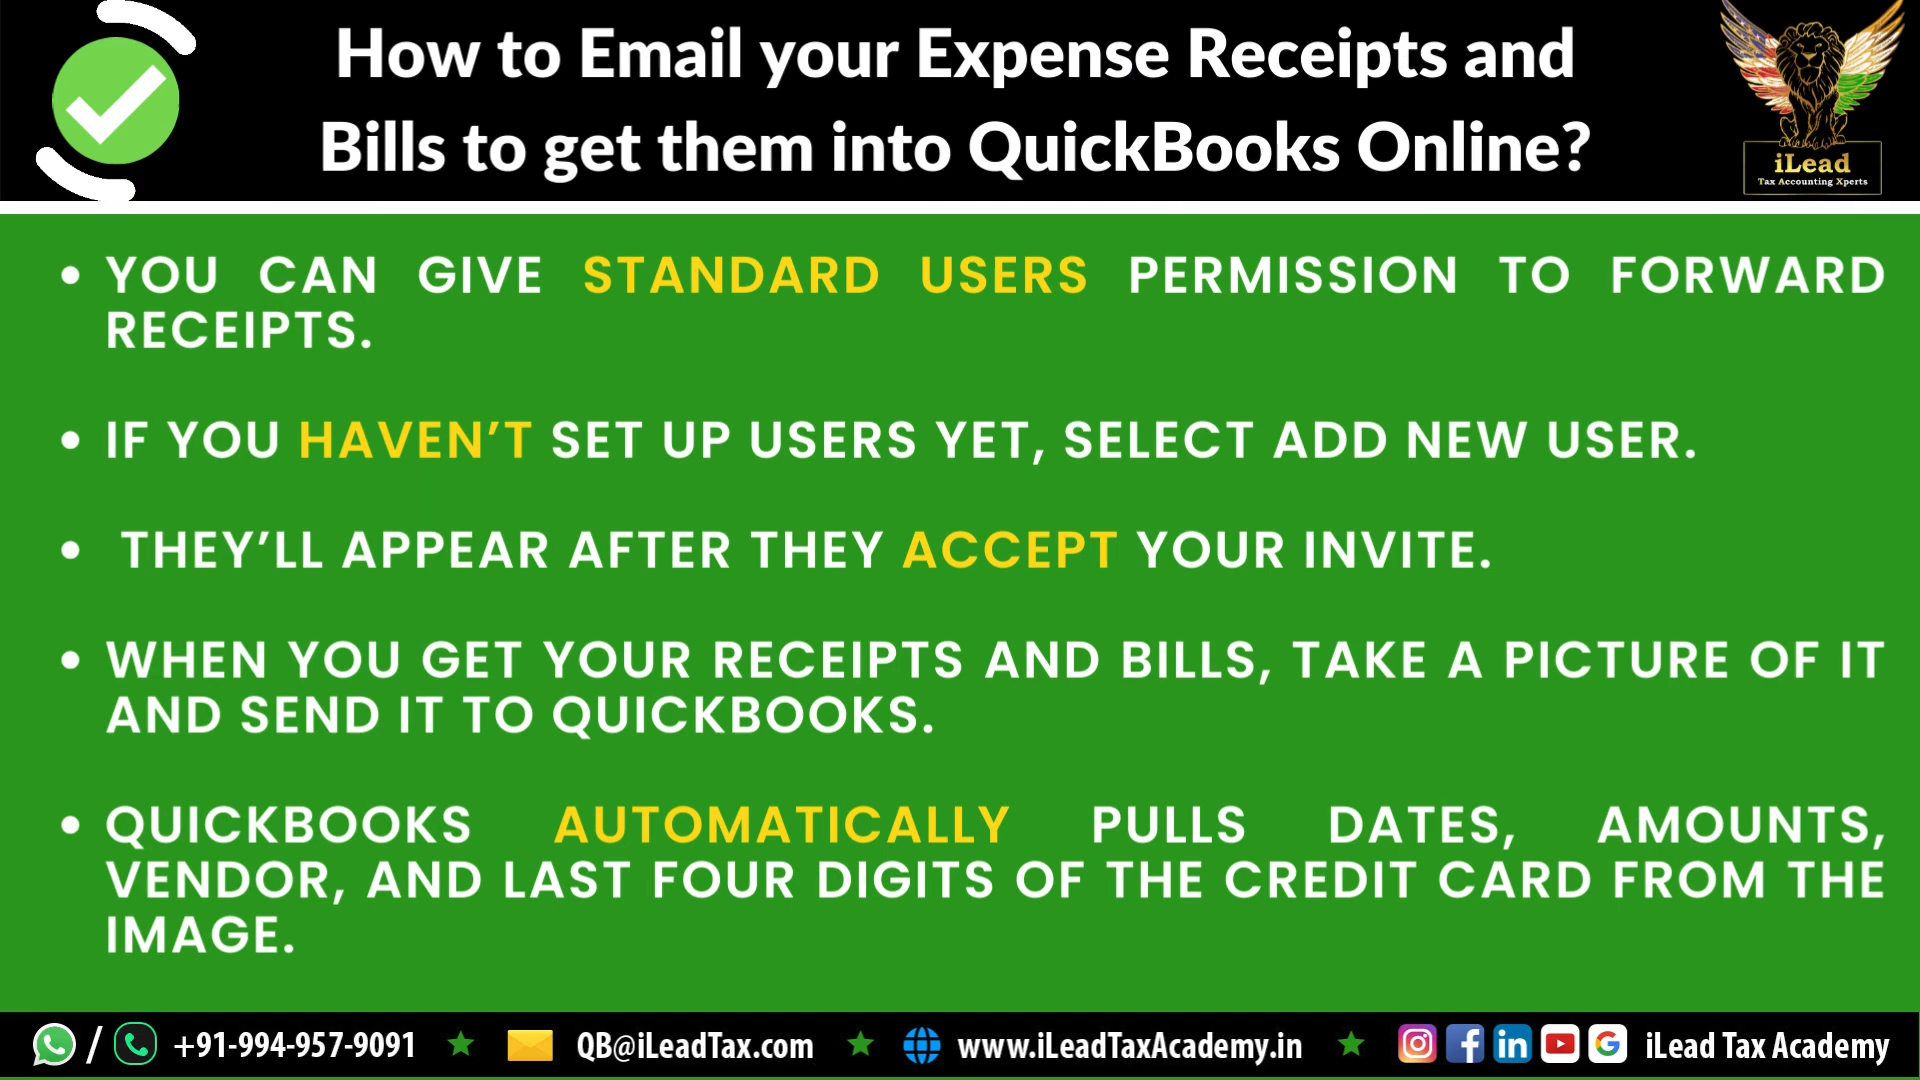 How to Email your Expense Receipts and
Bills to get them into QuickBooks Online?
iLead
Tax Accounting Xperts
• YOU CAN GIVE STANDARD USERS PERMISSION TO FORWARD
RECEIPTS.
• IF YOU HAVEN’T SET UP USERS YET, SELECT ADD NEW USER.
• THEY’LL APPEAR AFTER THEY ACCEPT YOUR INVITE.
• WHEN YOU GET YOUR RECEIPTS AND BILLS, TAKE A PICTURE OF IT
AND SEND IT TO QUICKBOOKS.
• QUICKBOOKS AUTOMATICALLY PULLS DATES, AMOUNTS,
VENDOR, AND LAST FOUR DIGITS OF THE CREDIT CARD FROM THE
IMAGE.
/ +91-994-957-9091 ★ QB@iLeadTax.com ★ www.iLeadTaxAcademy.in ★ iLead Tax Academy